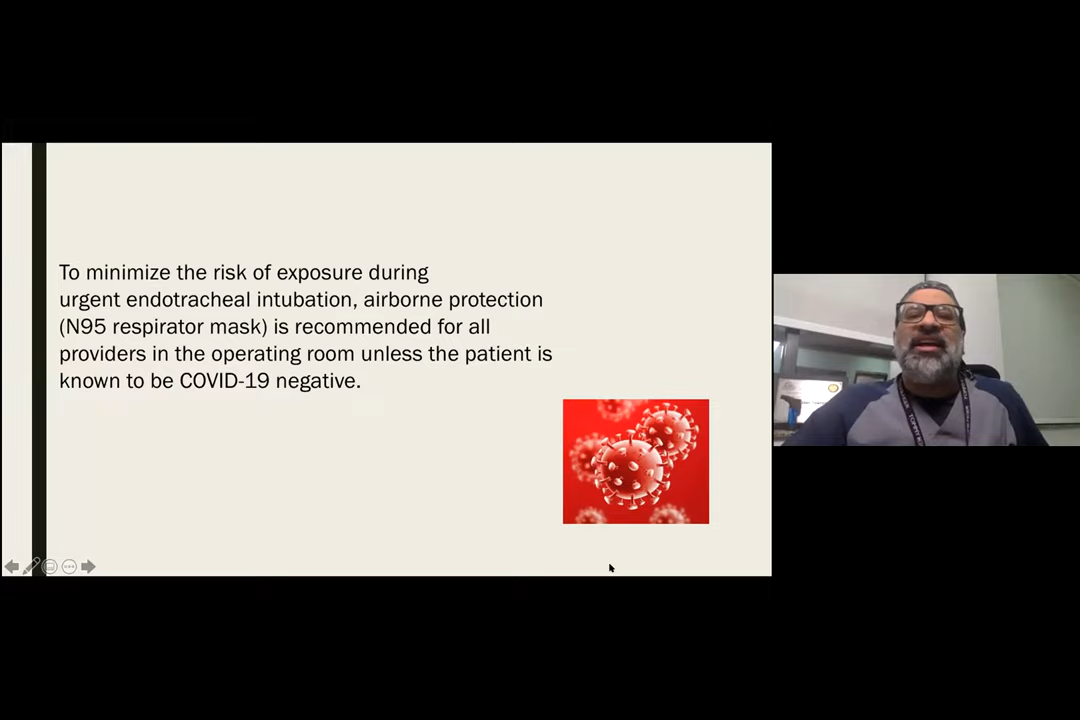 To minimize the risk of exposure during
urgent endotracheal intubation, airborne protection
(N95 respirator mask) is recommended for all
providers in the operating room unless the patient is
known to be COVID-19 negative.